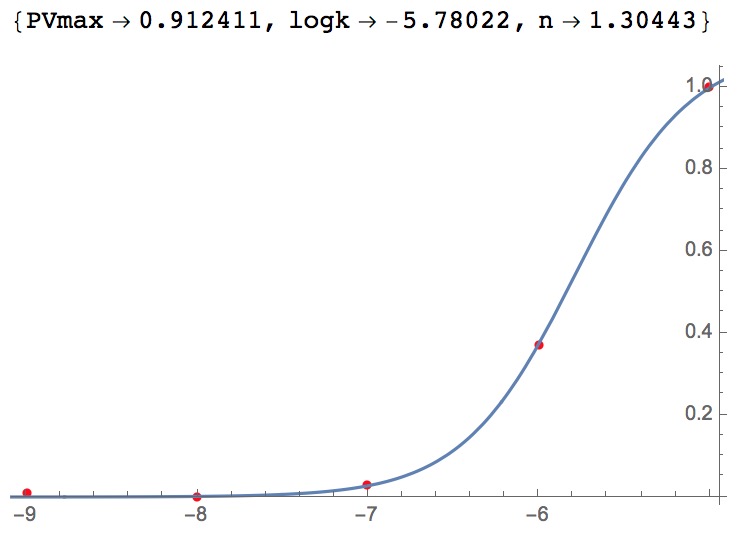 {PVmax → 0.912411, logk → -5.78022, n → 1.30443}
1.0
0.8
0.6
0.4
0.2
-9 -8 -7 -6